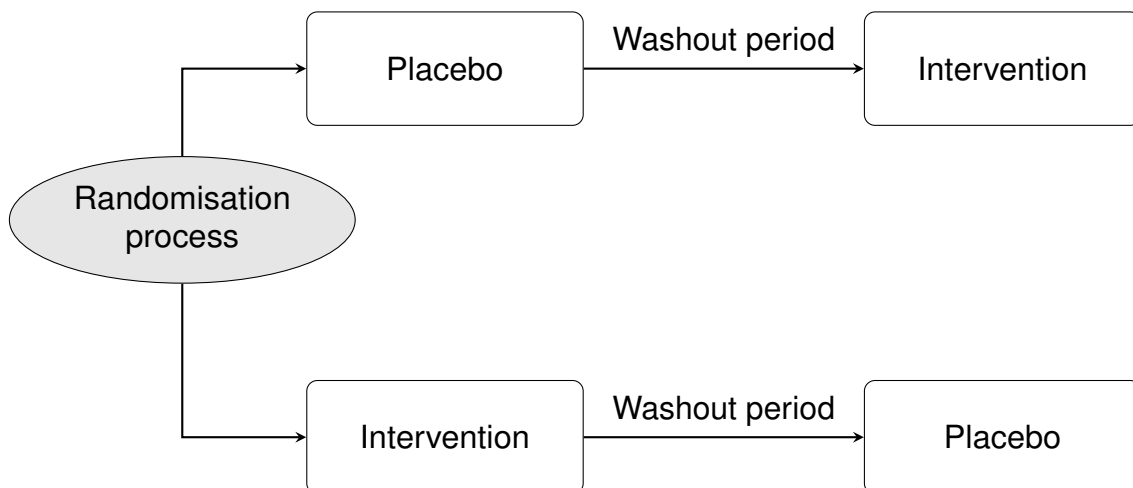 Placebo
Washout period
Intervention
Randomisation
process
Intervention
Washout period
Placebo